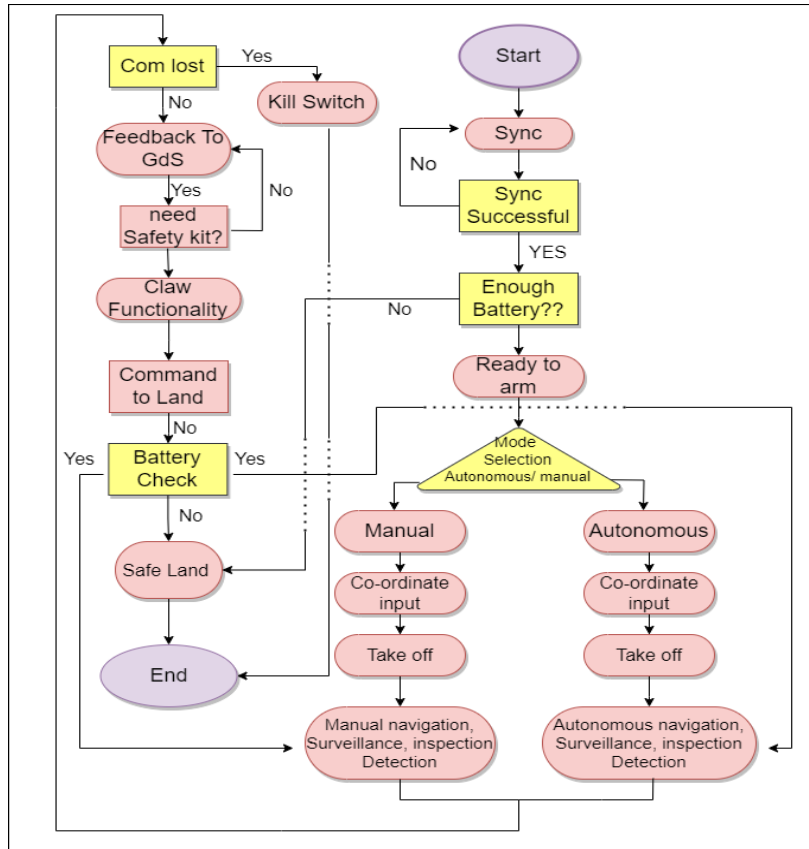 Com lost
Yes
Kill Switch
No
Feedback To
GdS
Yes
No
need
Safety kit?
Claw
Functionality
Command
to Land
No
Yes
Battery
Check
Yes
No
Safe Land
End
Start
Sync
No
Sync
Successful
YES
Enough
Battery??
No
Ready to
arm
Mode
Selection
Autonomous/ manual
Manual
Co-ordinate
input
Take off
Manual navigation,
Surveillance, inspection
Detection
Autonomous
Co-ordinate
input
Take off
Autonomous navigation,
Surveillance, inspection
Detection